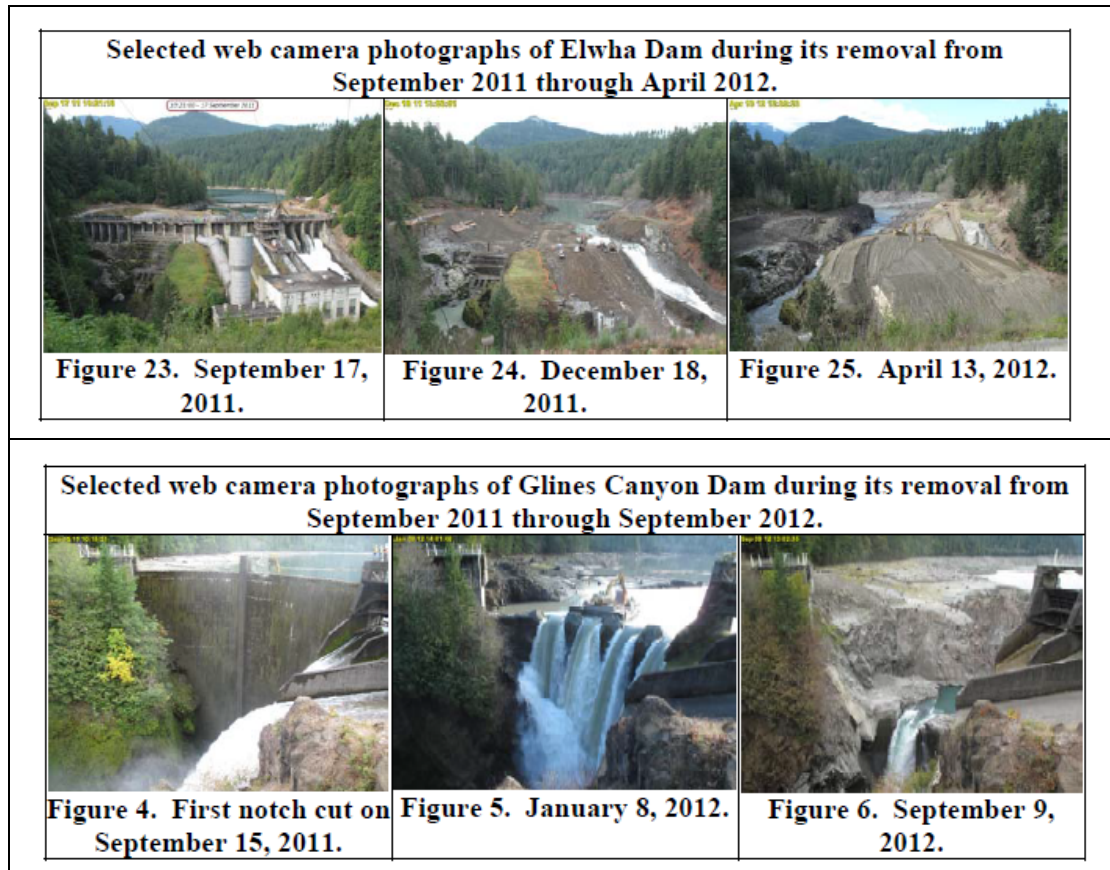 Selected web camera photographs of Elwha Dam during its removal from
September 2011 through April 2012.
Figure 23. September 17,
2011.
Figure 24. December 18,
2011.
Figure 25. April 13, 2012.
Selected web camera photographs of Glines Canyon Dam during its removal from
September 2011 through September 2012.
Figure 4. First notch cut on
September 15, 2011.
Figure 5. January 8, 2012.
Figure 6. September 9,
2012.